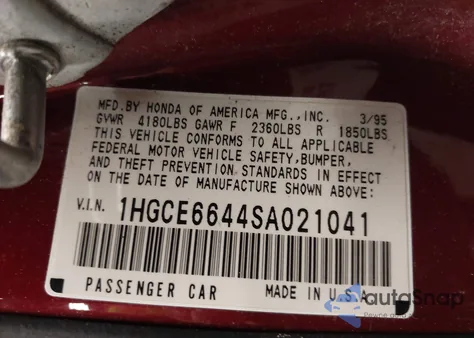 MFD.BY HONDA OF AMERICA MFG.,INC. 3/95
GVWR 4180LBS GAWR F 2360LBS R 1850LBS
THIS VEHICLE CONFORMS TO ALL APPLICABLE
FEDERAL MOTOR VEHICLE SAFETY,BUMPER,
AND THEFT PREVENTION STANDARDS IN EFFECT
ON THE DATE OF MANUFACTURE SHOWN ABOVE:
V.I.N. 1HGCE6644SA021041
PASSENGER CAR MADE IN U.S.A
autoSnap